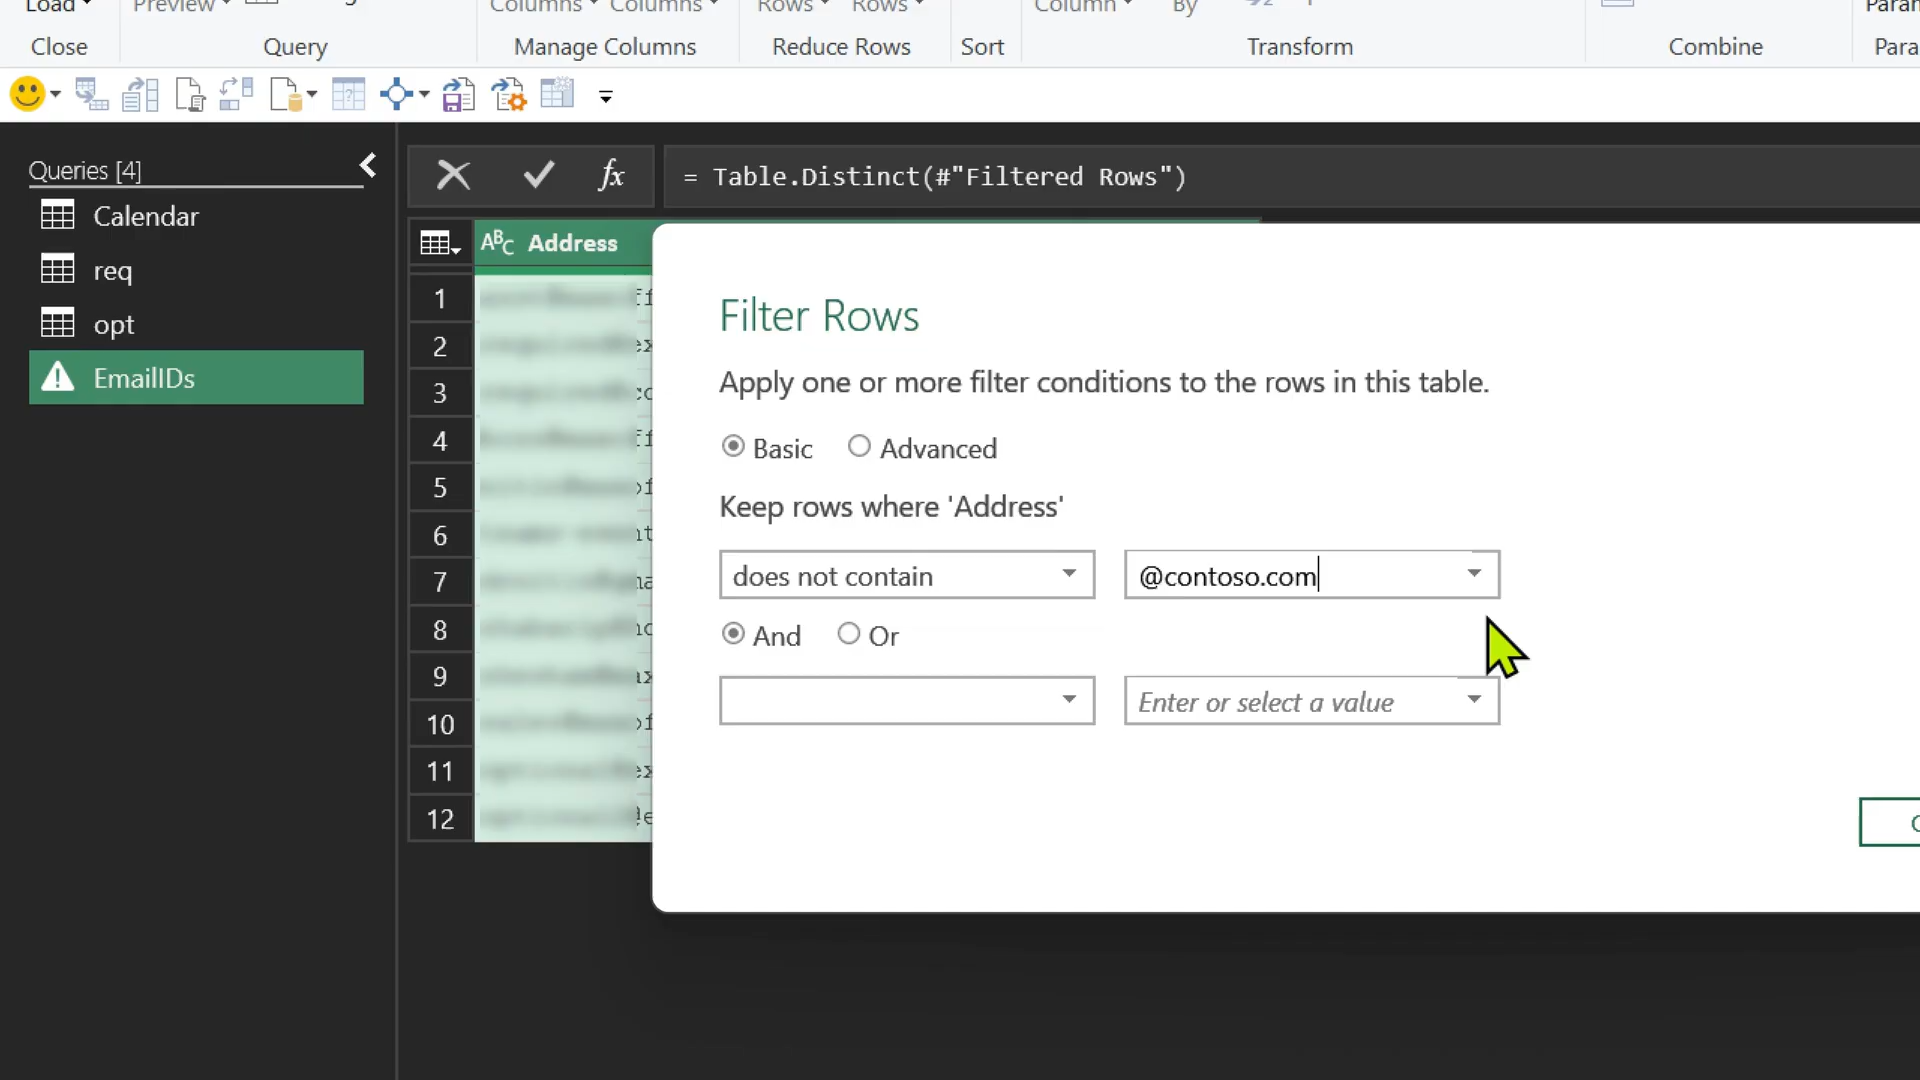 Load Preview Columns Columns Rows Rows Column By
Close Query Manage Columns Reduce Rows Sort Transform Combine Para
Queries [4]
= Table.Distinct(#"Filtered Rows")
Calendar
req
opt
EmailIDs
ABC Address
1
2
3
4
5
6
7
8
9
10
11
12
Filter Rows
Apply one or more filter conditions to the rows in this table.
Basic Advanced
Keep rows where 'Address'
does not contain @contoso.com
And Or
Enter or select a value